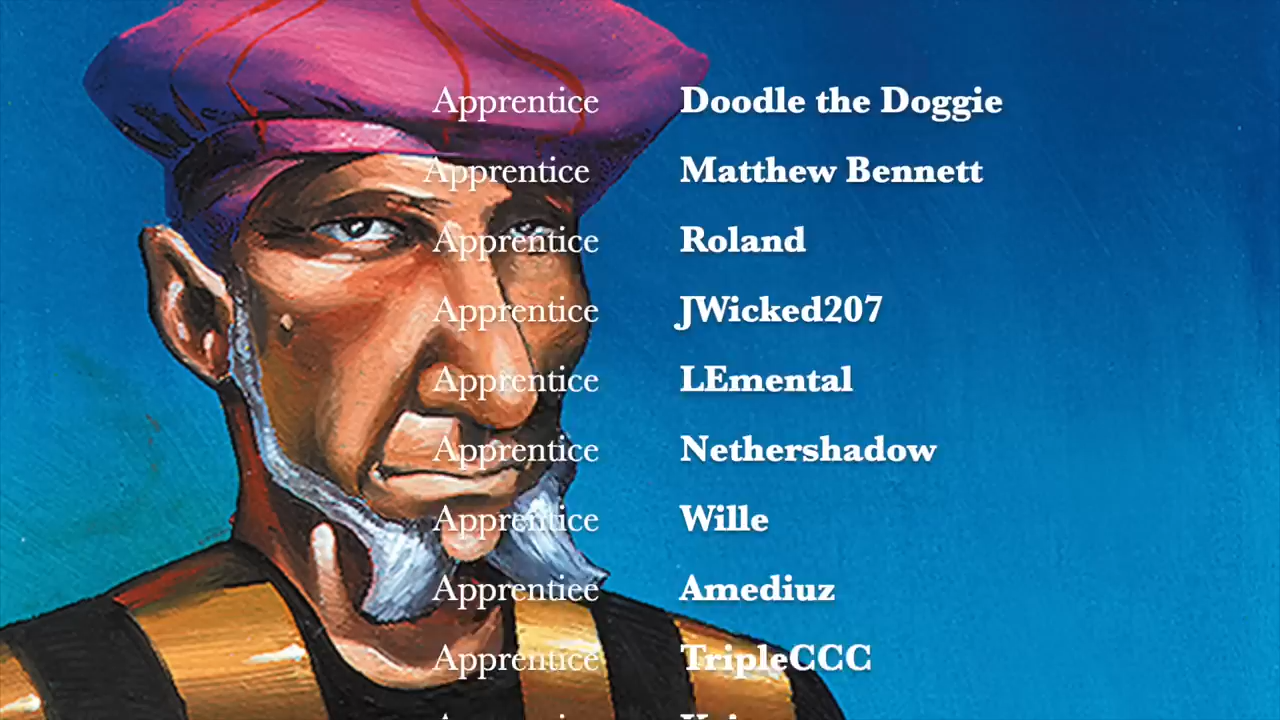 Apprentice Doodle the Doggie
Apprentice Matthew Bennett
Apprentice Roland
Apprentice JWicked207
Apprentice LEmental
Apprentice Nethershadow
Apprentice Wille
Apprentiee Amediuz
Apprentice TripleCCC